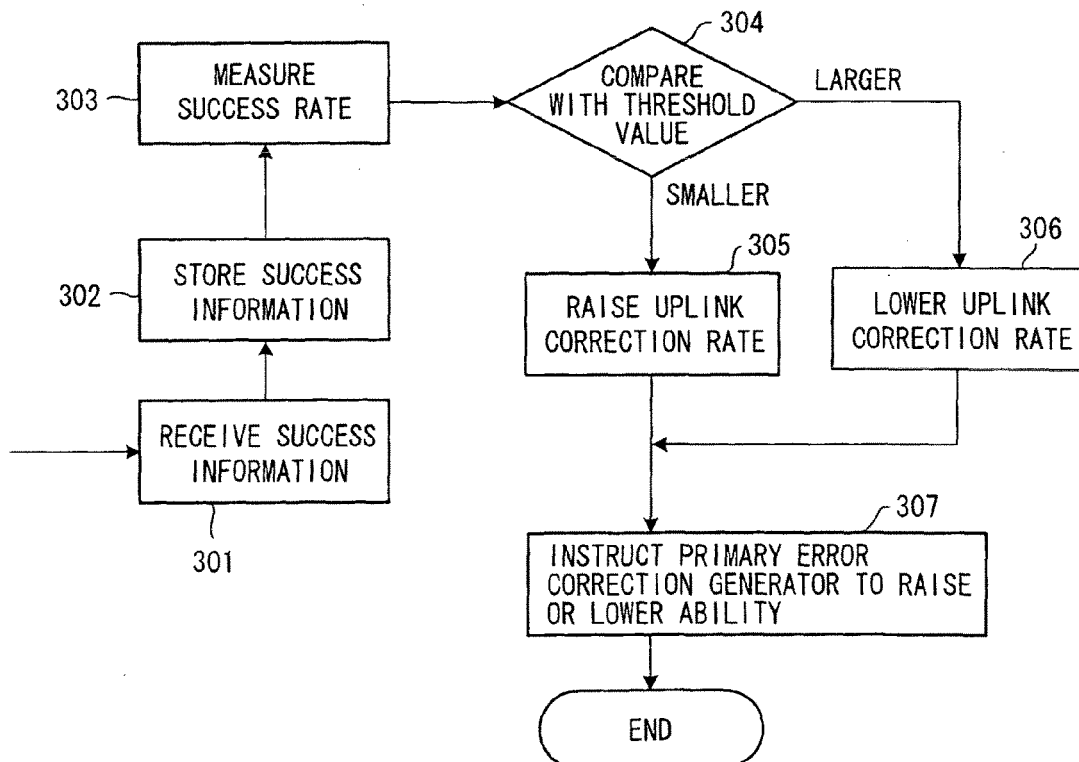 304
MEASURE
SUCCESS RATE
303
COMPARE
WITH THRESHOLD
VALUE
LARGER
SMALLER
STORE SUCCESS
INFORMATION
302
305
RAISE UPLINK
CORRECTION RATE
306
LOWER UPLINK
CORRECTION RATE
RECEIVE SUCCESS
INFORMATION
301
307
INSTRUCT PRIMARY ERROR
CORRECTION GENERATOR TO RAISE
OR LOWER ABILITY
END